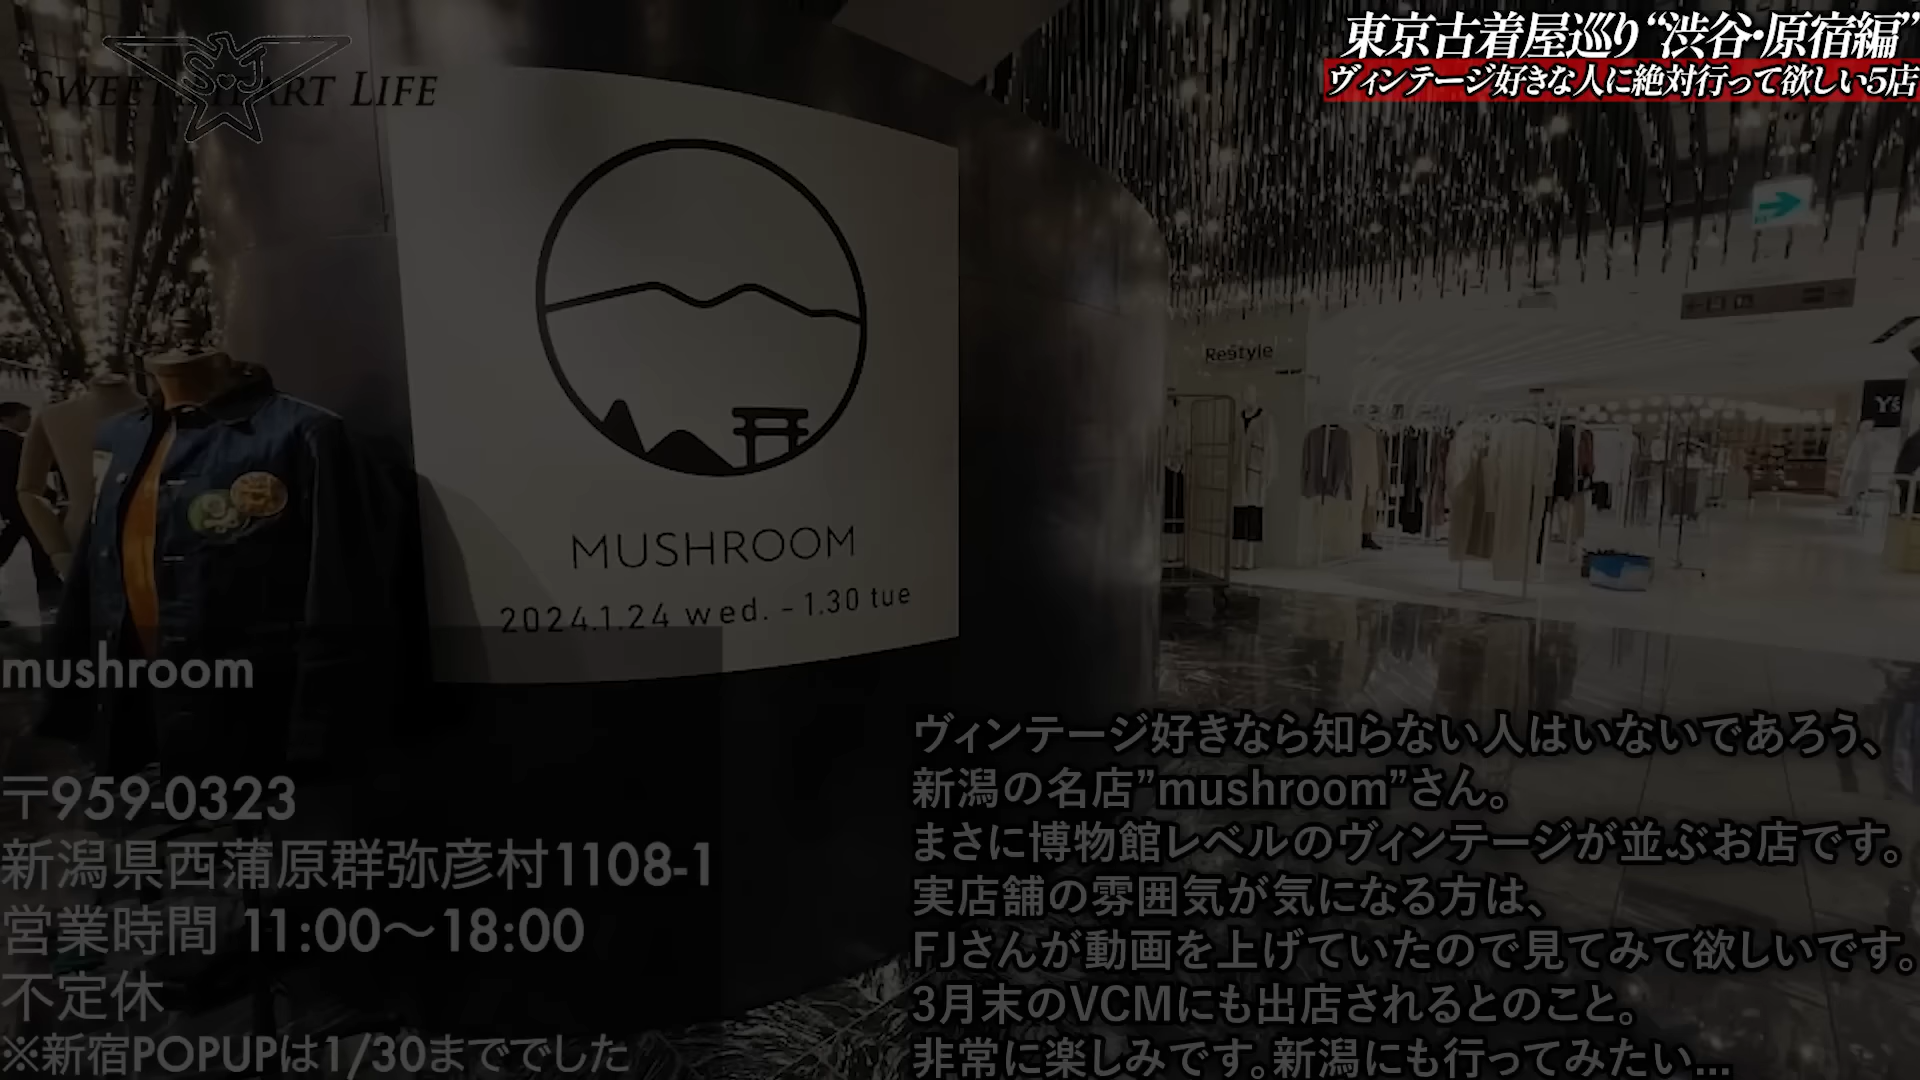 東京古着屋巡り“渋谷・原宿編”
ヴィンテージ好きな人に絶対行って欲しい5店
SWEET HEART LIFE
SJ
Restyle
Y's
MUSHROOM
2024.1.24 wed. – 1.30 tue
mushroom
〒959-0323
新潟県西蒲原群弥彦村1108-1
営業時間 11:00〜18:00
不定休
※新宿POPUPは1/30まででした
ヴィンテージ好きなら知らない人はいないであろう、
新潟の名店”mushroom”さん。
まさに博物館レベルのヴィンテージが並ぶお店です。
実店舗の雰囲気が気になる方は、
FJさんが動画を上げていたので見てみて欲しいです。
3月末のVCMにも出店されるとのこと。
非常に楽しみです。新潟にも行ってみたい...